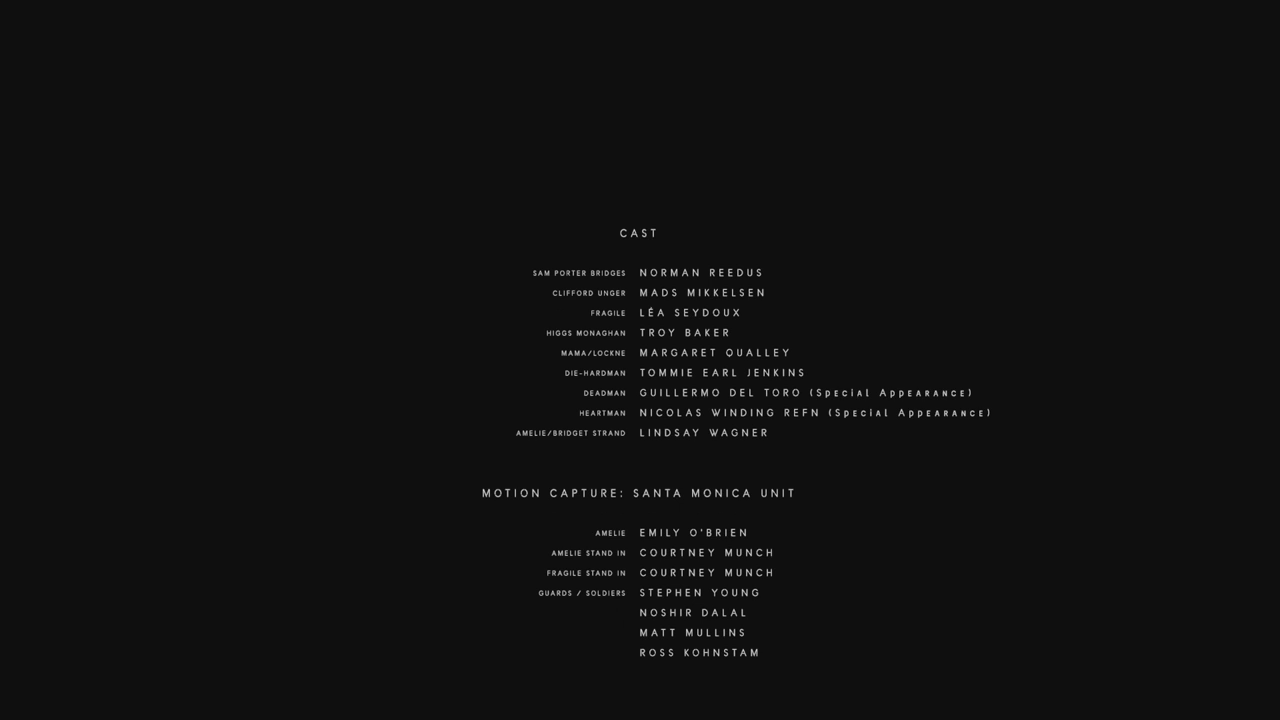 CAST
SAM PORTER BRIDGES NORMAN REEDUS
CLIFFORD UNGER MADS MIKKELSEN
FRAGILE LÉA SEYDOUX
HIGGS MONAGHAN TROY BAKER
MAMA/LOCKNE MARGARET QUALLEY
DIE-HARDMAN TOMMIE EARL JENKINS
DEADMAN GUILLERMO DEL TORO (Special Appearance)
HEARTMAN NICOLAS WINDING REFN (Special Appearance)
AMELIE/BRIDGET STRAND LINDSAY WAGNER
MOTION CAPTURE: SANTA MONICA UNIT
AMELIE EMILY O'BRIEN
AMELIE STAND IN COURTNEY MUNCH
FRAGILE STAND IN COURTNEY MUNCH
GUARDS / SOLDIERS STEPHEN YOUNG
NOSHIR DALAL
MATT MULLINS
ROSS KOHNSTAM